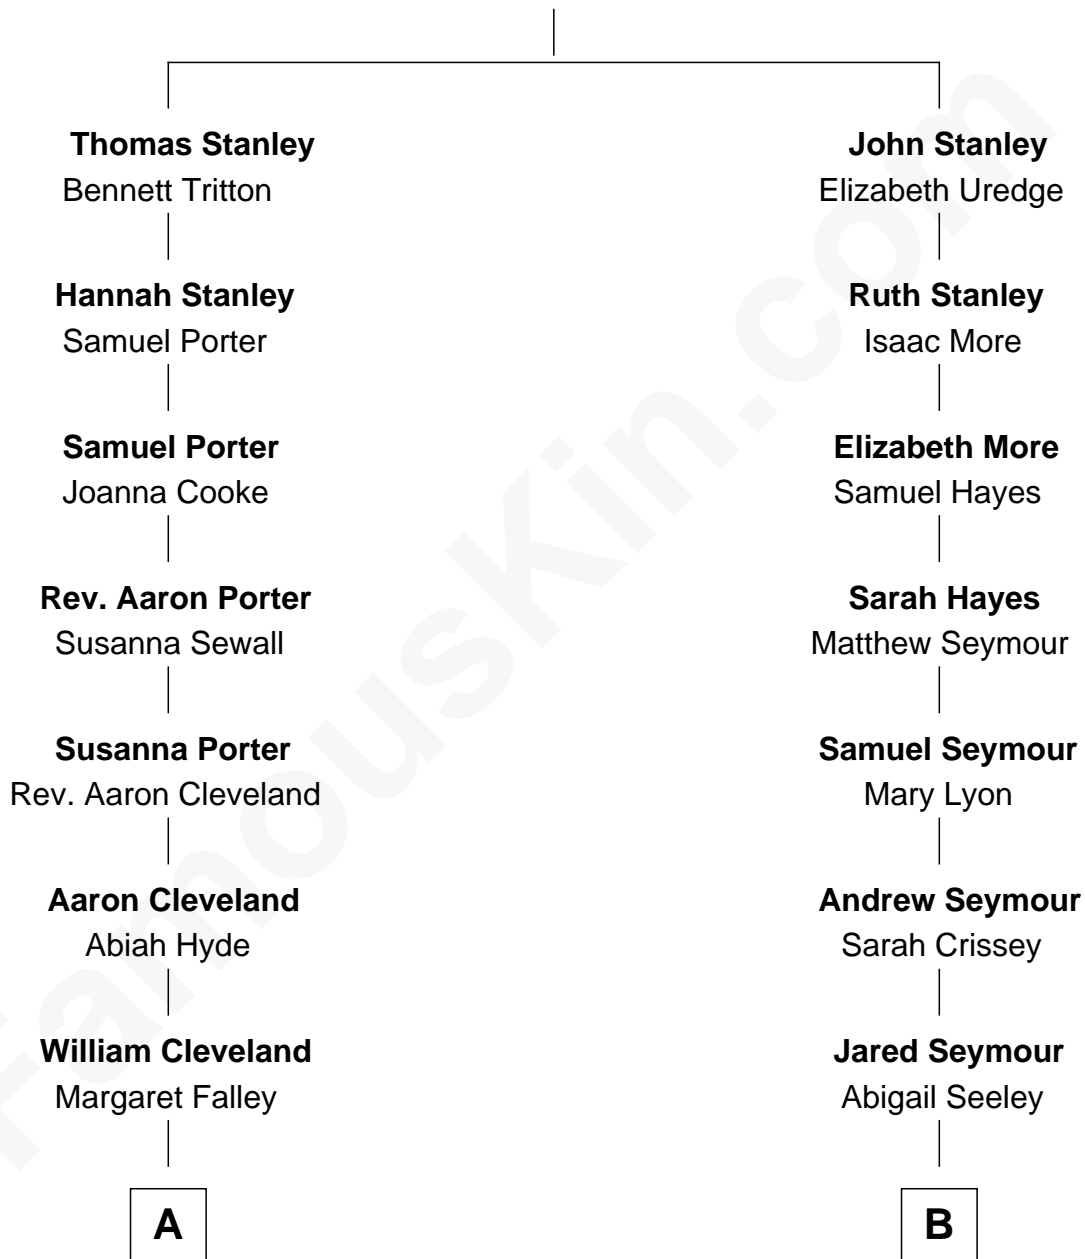 Thomas Stanley
Bennett Tritton
Hannah Stanley
Samuel Porter
Samuel Porter
Joanna Cooke
Rev. Aaron Porter
Susanna Sewall
Susanna Porter
Rev. Aaron Cleveland
Aaron Cleveland
Abiah Hyde
William Cleveland
Margaret Falley
A
John Stanley
Elizabeth Uredge
Ruth Stanley
Isaac More
Elizabeth More
Samuel Hayes
Sarah Hayes
Matthew Seymour
Samuel Seymour
Mary Lyon
Andrew Seymour
Sarah Crissey
Jared Seymour
Abigail Seeley
B
FamousKin.com